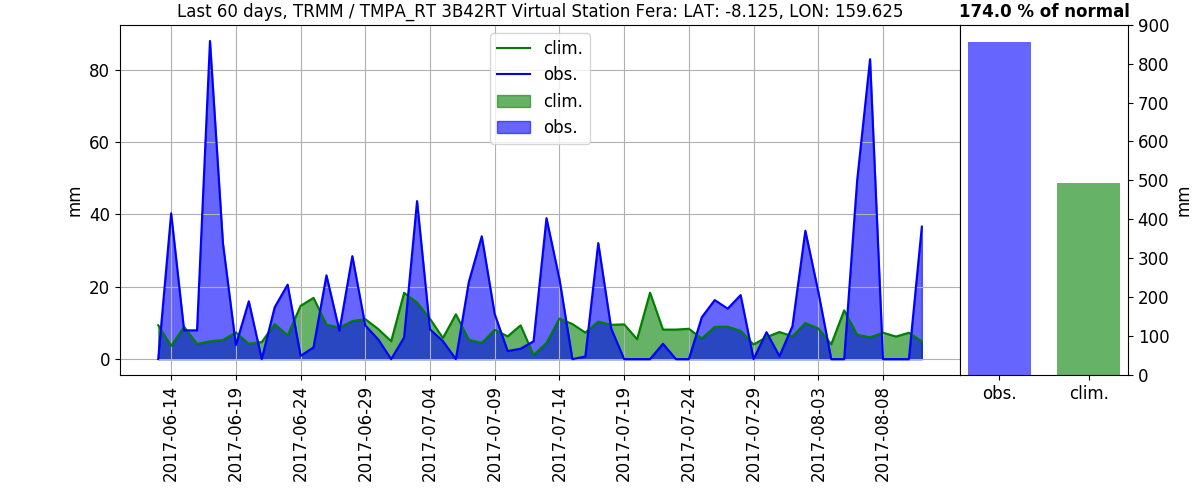 Last 60 days, TRMM / TMPA_RT 3B42RT Virtual Station Fera: LAT: -8.125, LON: 159.625
174.0 % of normal
clim.
obs.
clim.
obs.
mm
80
60
40
20
0
2017-06-14
2017-06-19
2017-06-24
2017-06-29
2017-07-04
2017-07-09
2017-07-14
2017-07-19
2017-07-24
2017-07-29
2017-08-03
2017-08-08
900
800
700
600
500
400
300
200
100
0
mm
obs.
clim.